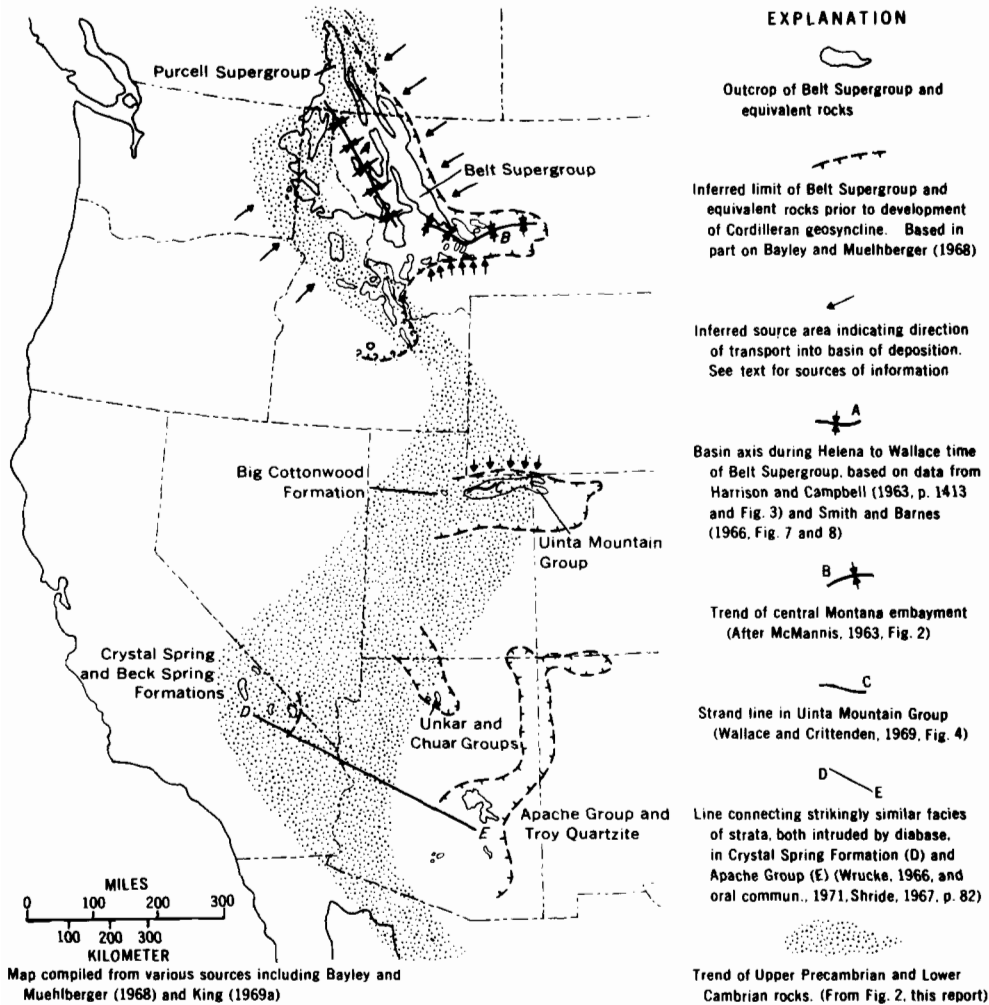 Purcell Supergroup
A
Belt Supergroup
B
Big Cottonwood
Formation
C
Uinta Mountain
Group
Crystal Spring
and Beck Spring
Formations
D
Unkar and
Chuar Groups
Apache Group and
Troy Quartzite
E
MILES
0 100 200 300
100 200 300
KILOMETER
Map compiled from various sources including Bayley and
Muehlberger (1968) and King (1969a)
EXPLANATION
Outcrop of Belt Supergroup and
equivalent rocks
Inferred limit of Belt Supergroup and
equivalent rocks prior to development
of Cordilleran geosyncline. Based in
part on Bayley and Muelhberger (1968)
Inferred source area indicating direction
of transport into basin of deposition.
See text for sources of information
A
Basin axis during Helena to Wallace time
of Belt Supergroup, based on data from
Harrison and Campbell (1963, p. 1413
and Fig. 3) and Smith and Barnes
(1966, Fig. 7 and 8)
B
Trend of central Montana embayment
(After McMannis, 1963, Fig. 2)
C
Strand line in Uinta Mountain Group
(Wallace and Crittenden, 1969, Fig. 4)
D
E
Line connecting strikingly similar facies
of strata, both intruded by diabase,
in Crystal Spring Formation (D) and
Apache Group (E) (Wrucke, 1966, and
oral commun., 1971, Shride, 1967, p. 82)
Trend of Upper Precambrian and Lower
Cambrian rocks. (From Fig. 2, this report)